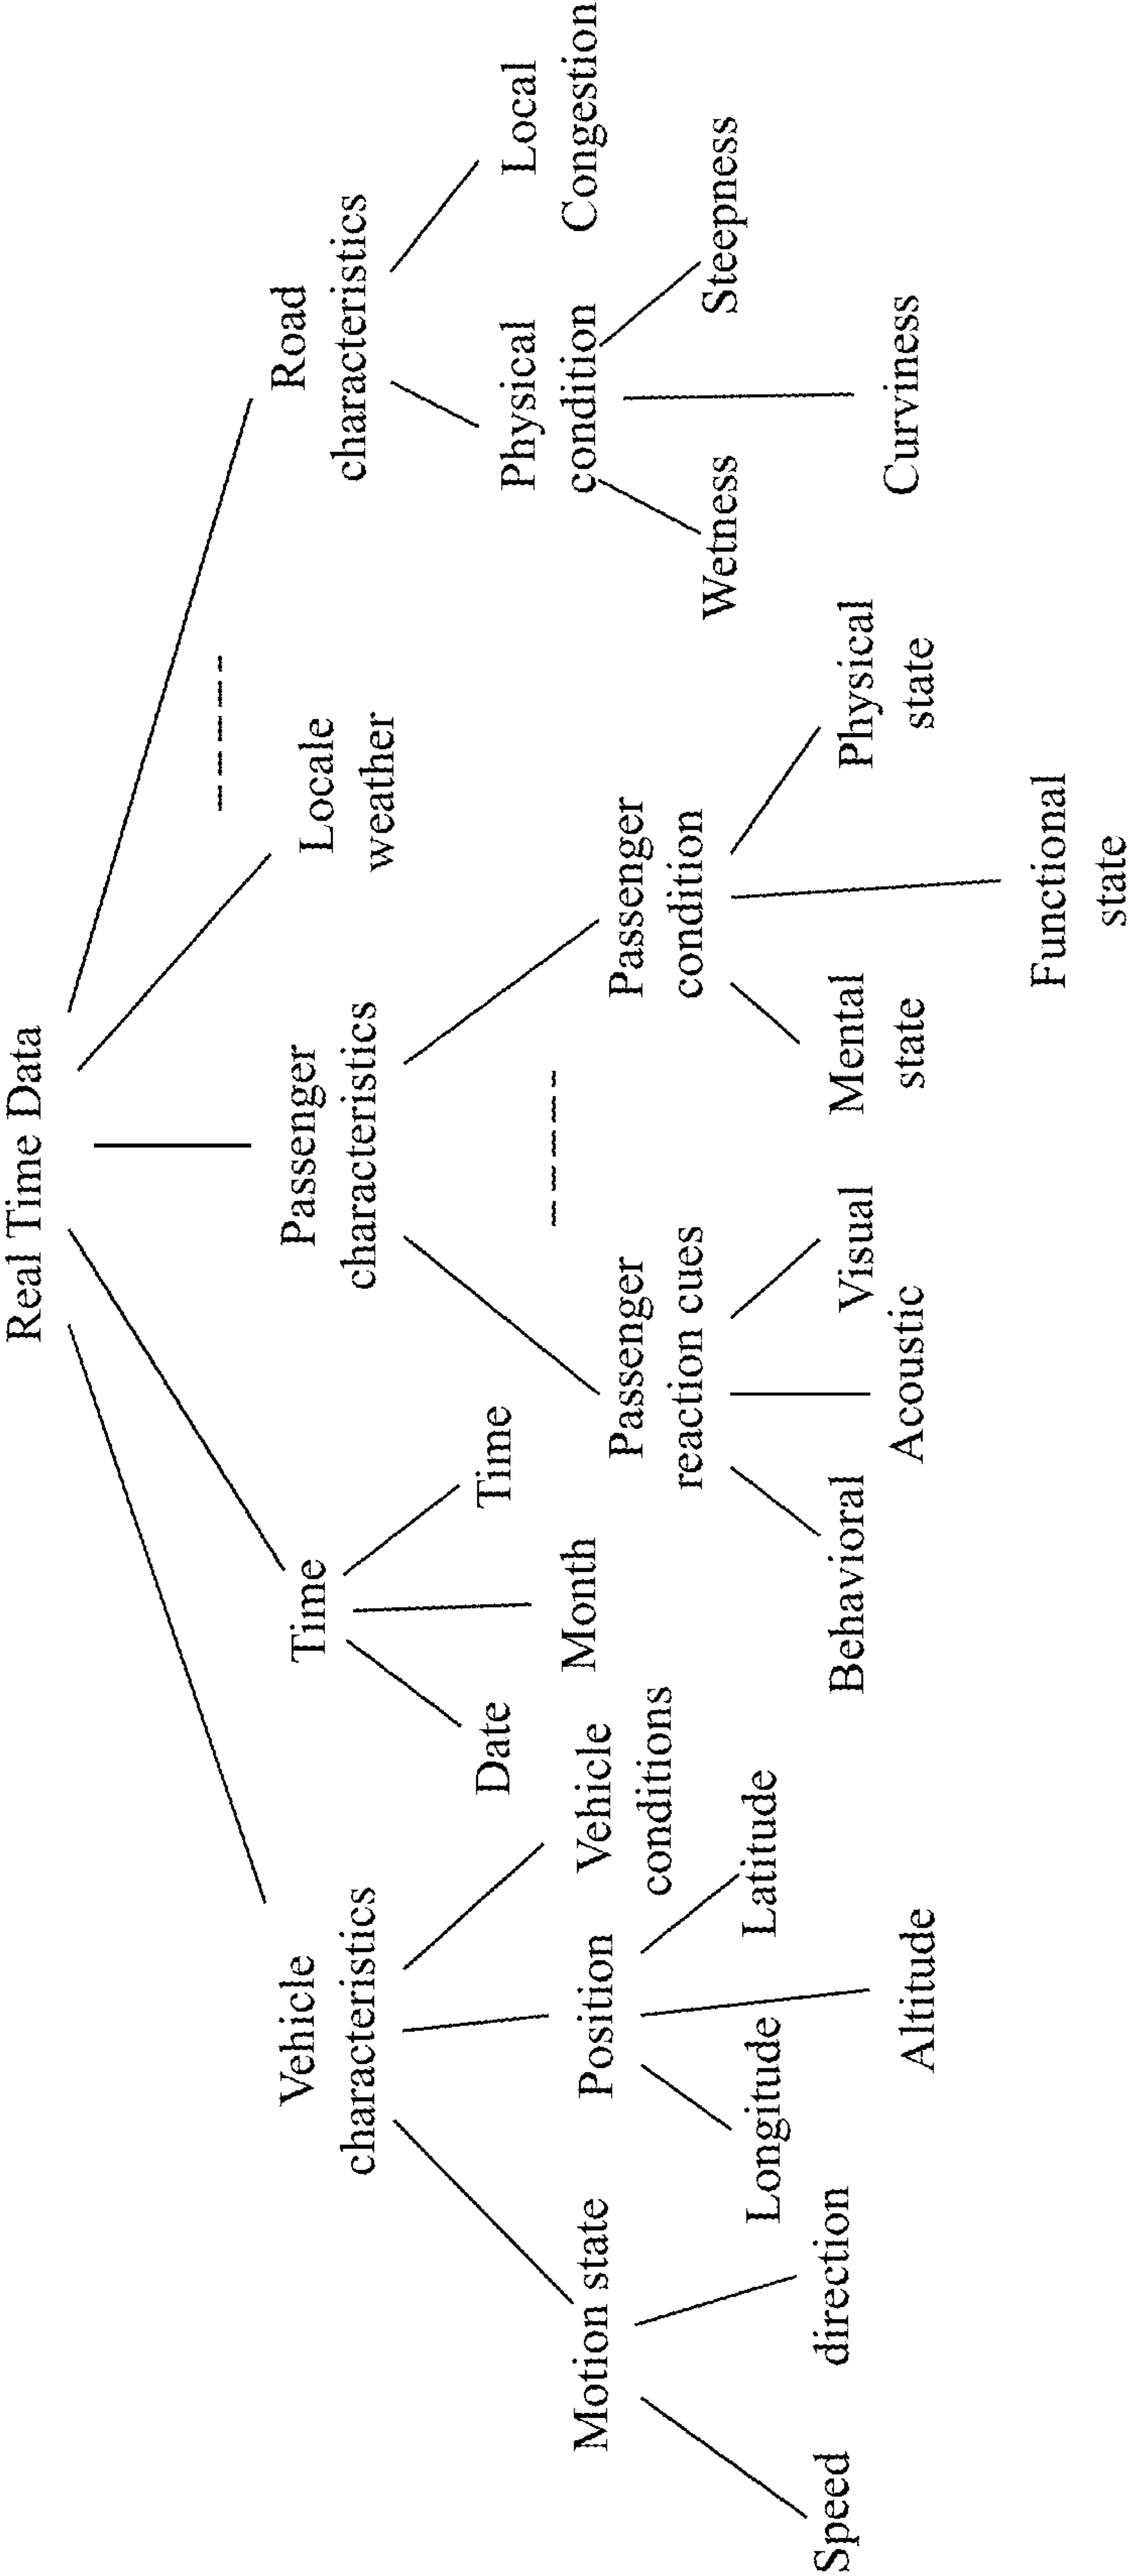 Real Time Data
Vehicle
characteristics
Time
Passenger
characteristics
Locale
weather
Road
characteristics
Motion state
Position
Vehicle
conditions
Date
Month
Time
Passenger
reaction cues
Passenger
condition
Physical
condition
Local
Congestion
Speed
direction
Longitude
Altitude
Latitude
Behavioral
Acoustic
Visual
Mental
state
Functional
state
Physical
state
Wetness
Curviness
Steepness